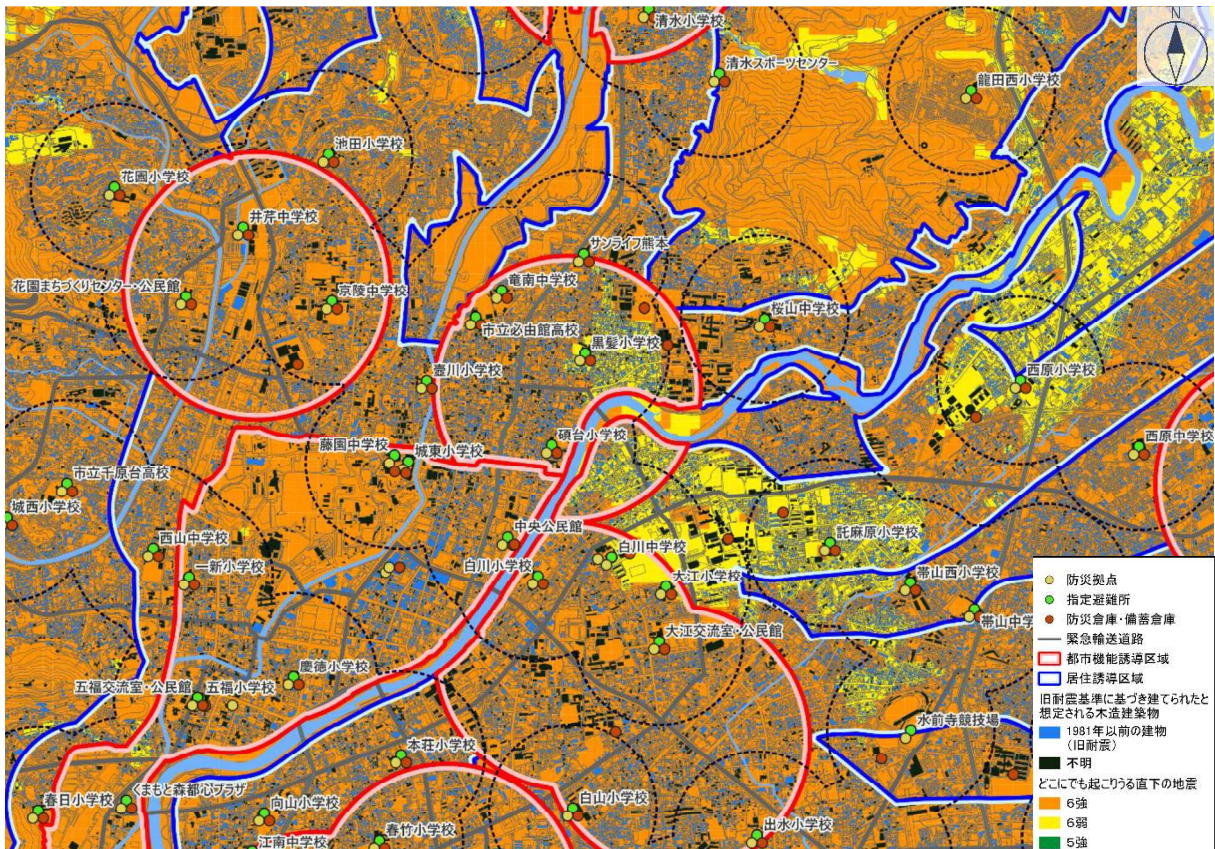 清水小学校
清水スポーツセンター
龍田西小学校
池田小学校
花園小学校
井芹中学校
サンライフ熊本
竜南中学校
花園まちづくりセンター・公民館
京陵中学校
市立必由館高校
桜山中学校
黒髪小学校
壺川小学校
西原小学校
碩台小学校
藤園中学校
城東小学校
西原中学校
市立千原台高校
城西小学校
中央公民館
西山中学校
白川中学校
託麻原小学校
一新小学校
白川小学校
大江小学校
帯山西小学校
帯山中学
大江交流室・公民館
慶徳小学校
五福交流室・公民館
五福小学校
水前寺競技場
本荘小学校
くまもと森都心プラザ
春日小学校
向山小学校
白山小学校
江南中学校
春竹小学校
出水小学校
防災拠点
指定避難所
防災倉庫・備蓄倉庫
緊急輸送道路
都市機能誘導区域
居住誘導区域
旧耐震基準に基づき建てられたと
想定される木造建築物
1981年以前の建物
(旧耐震)
不明
どこにでも起こりうる直下の地震
6強
6弱
5強